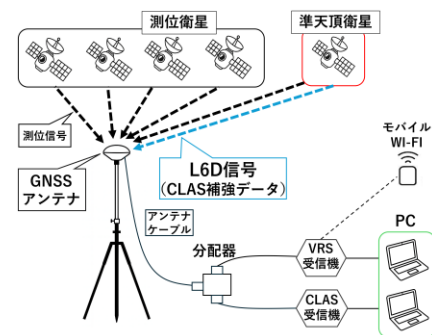 測位衛星
準天頂衛星
測位信号
GNSS
アンテナ
L6D信号
（CLAS補強データ）
モバイル
WI-FI
アンテナ
ケーブル
分配器
VRS
受信機
PC
CLAS
受信機